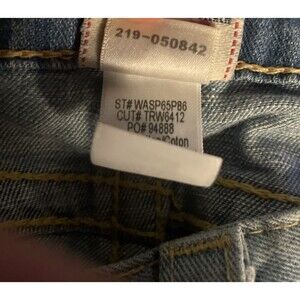 219-050842
ST# WASP65P86
CUT# TRW6412
PO# 94888